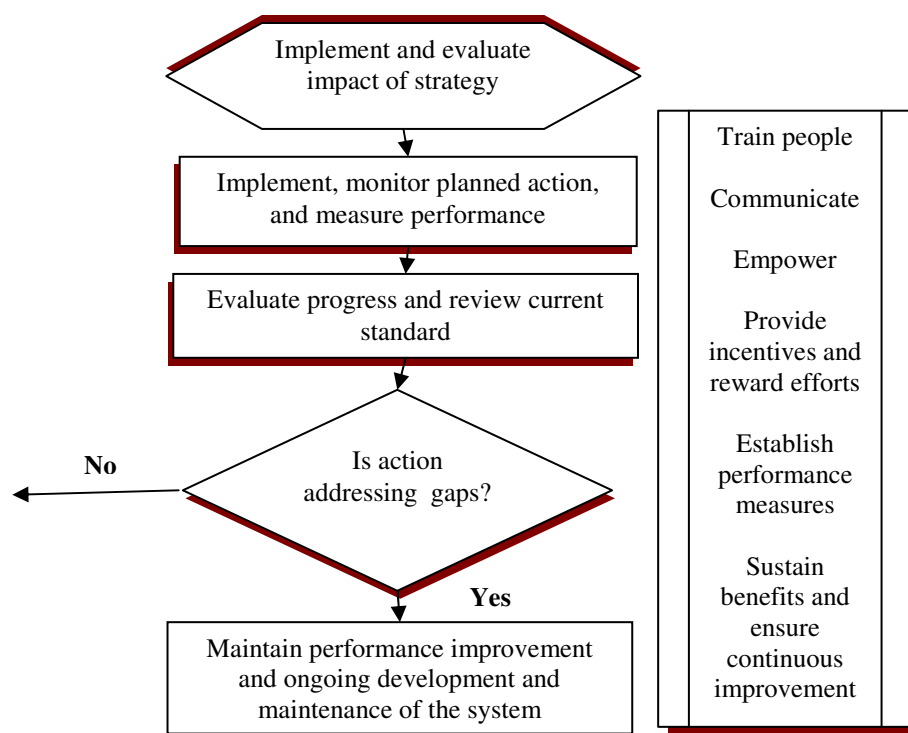 Implement and evaluate
impact of strategy
Implement, monitor planned action,
and measure performance
Evaluate progress and review current
standard
Is action
addressing gaps?
No
Yes
Maintain performance improvement
and ongoing development and
maintenance of the system
Train people
Communicate
Empower
Provide
incentives and
reward efforts
Establish
performance
measures
Sustain
benefits and
ensure
continuous
improvement